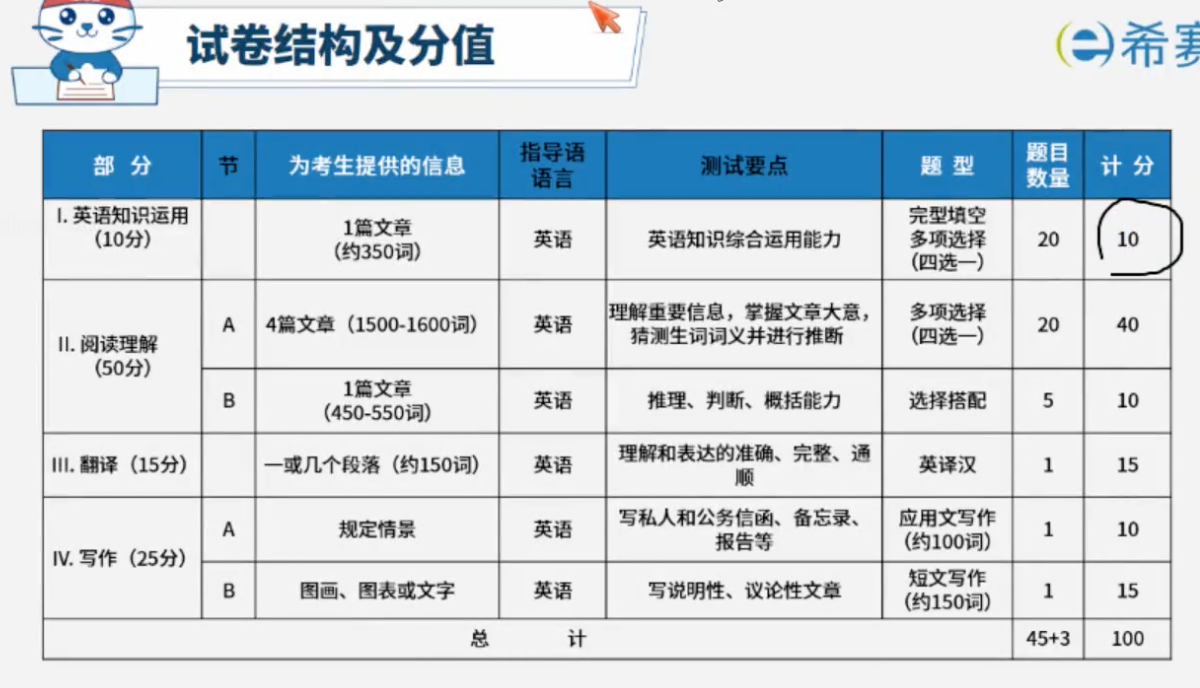 试卷结构及分值
希赛
部 分 节 为考生提供的信息 指导语语言 测试要点 题 型 题目数量 计 分
I. 英语知识运用
(10分)
1篇文章
(约350词)
英语
英语知识综合运用能力
完型填空
多项选择
(四选一)
20
10
II. 阅读理解
(50分)
A
4篇文章（1500-1600词）
英语
理解重要信息，掌握文章大意，
猜测生词词义并进行推断
多项选择
(四选一)
20
40
B
1篇文章
(450-550词)
英语
推理、判断、概括能力
选择搭配
5
10
III. 翻译（15分）
一或几个段落（约150词）
英语
理解和表达的准确、完整、通
顺
英译汉
1
15
IV. 写作（25分）
A
规定情景
英语
写私人和公务信函、备忘录、
报告等
应用文写作
(约100词)
1
10
B
图画、图表或文字
英语
写说明性、议论性文章
短文写作
(约150词)
1
15
总 计
45+3
100